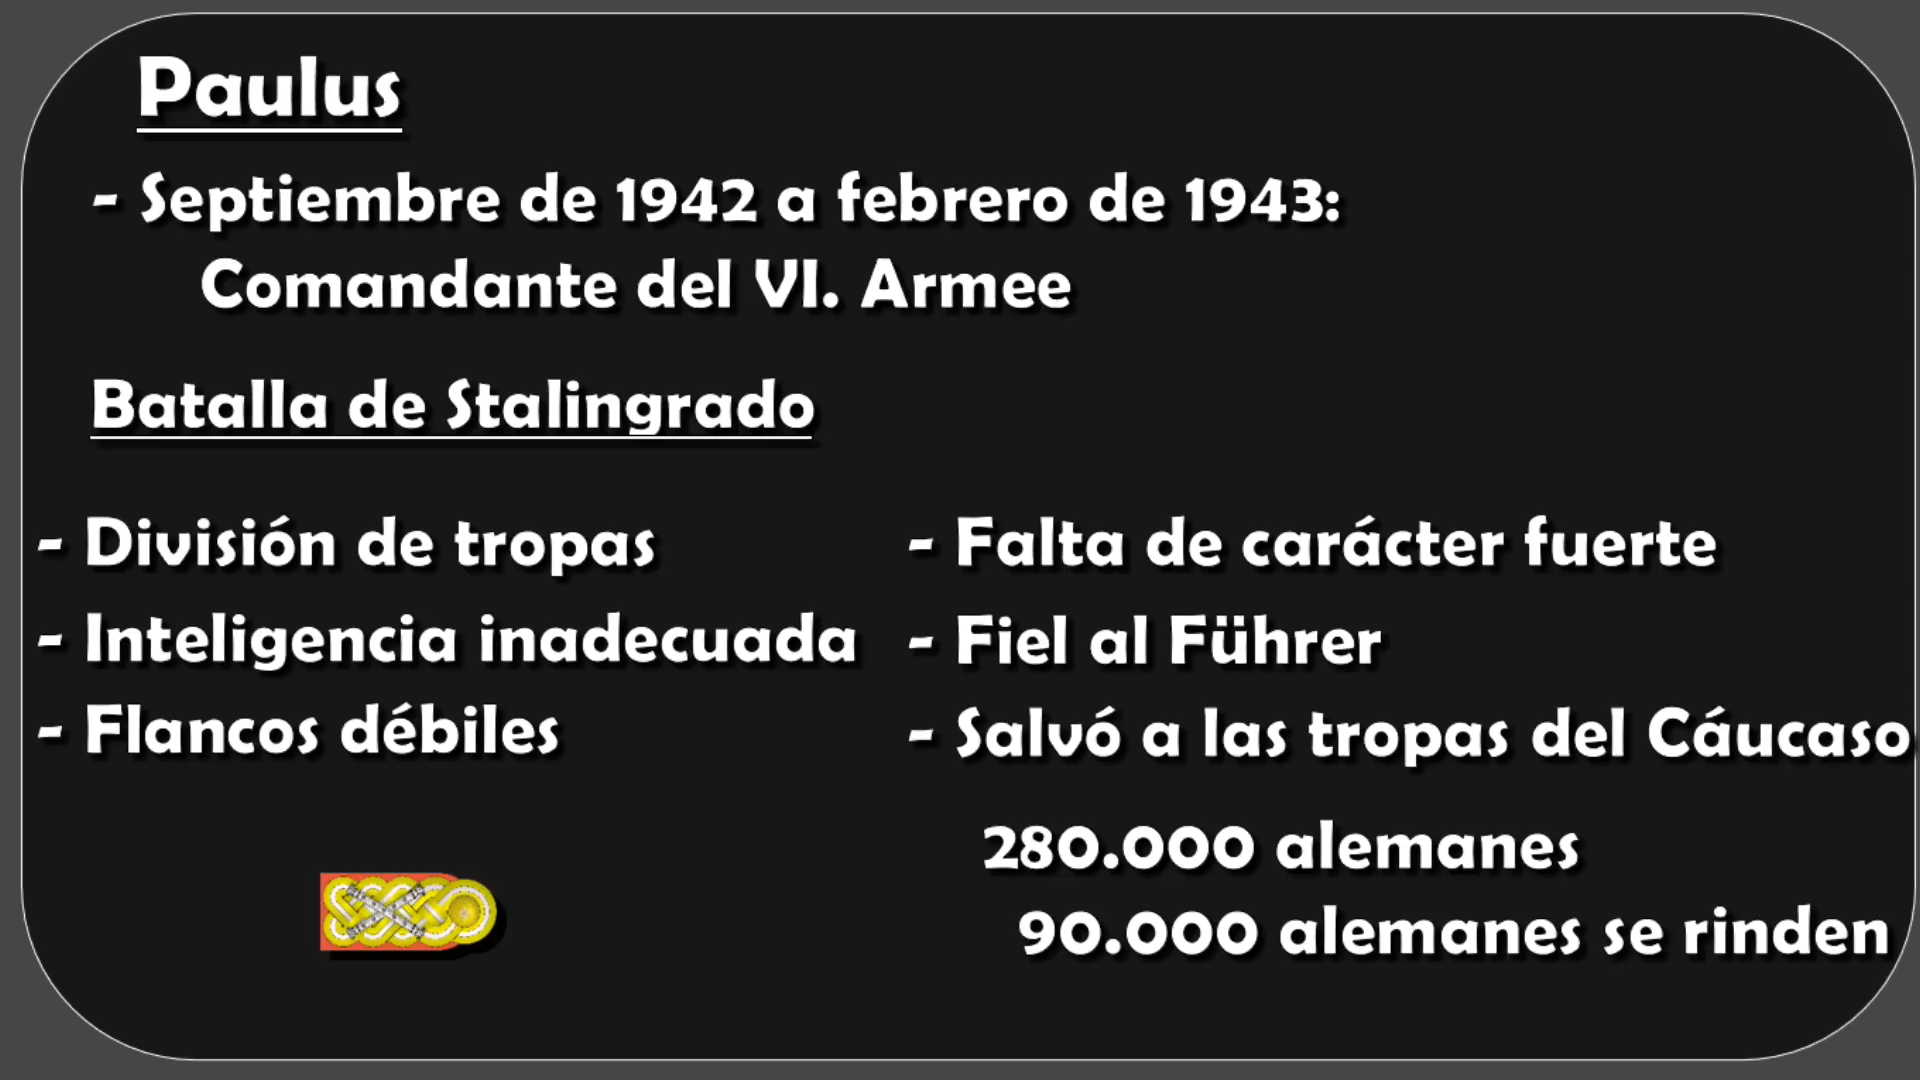 Paulus
- Septiembre de 1942 a febrero de 1943:
Comandante del VI. Armee
Batalla de Stalingrado
- División de tropas
- Inteligencia inadecuada
- Flancos débiles
- Falta de carácter fuerte
- Fiel al Führer
- Salvó a las tropas del Cáucaso
280.000 alemanes
90.000 alemanes se rinden